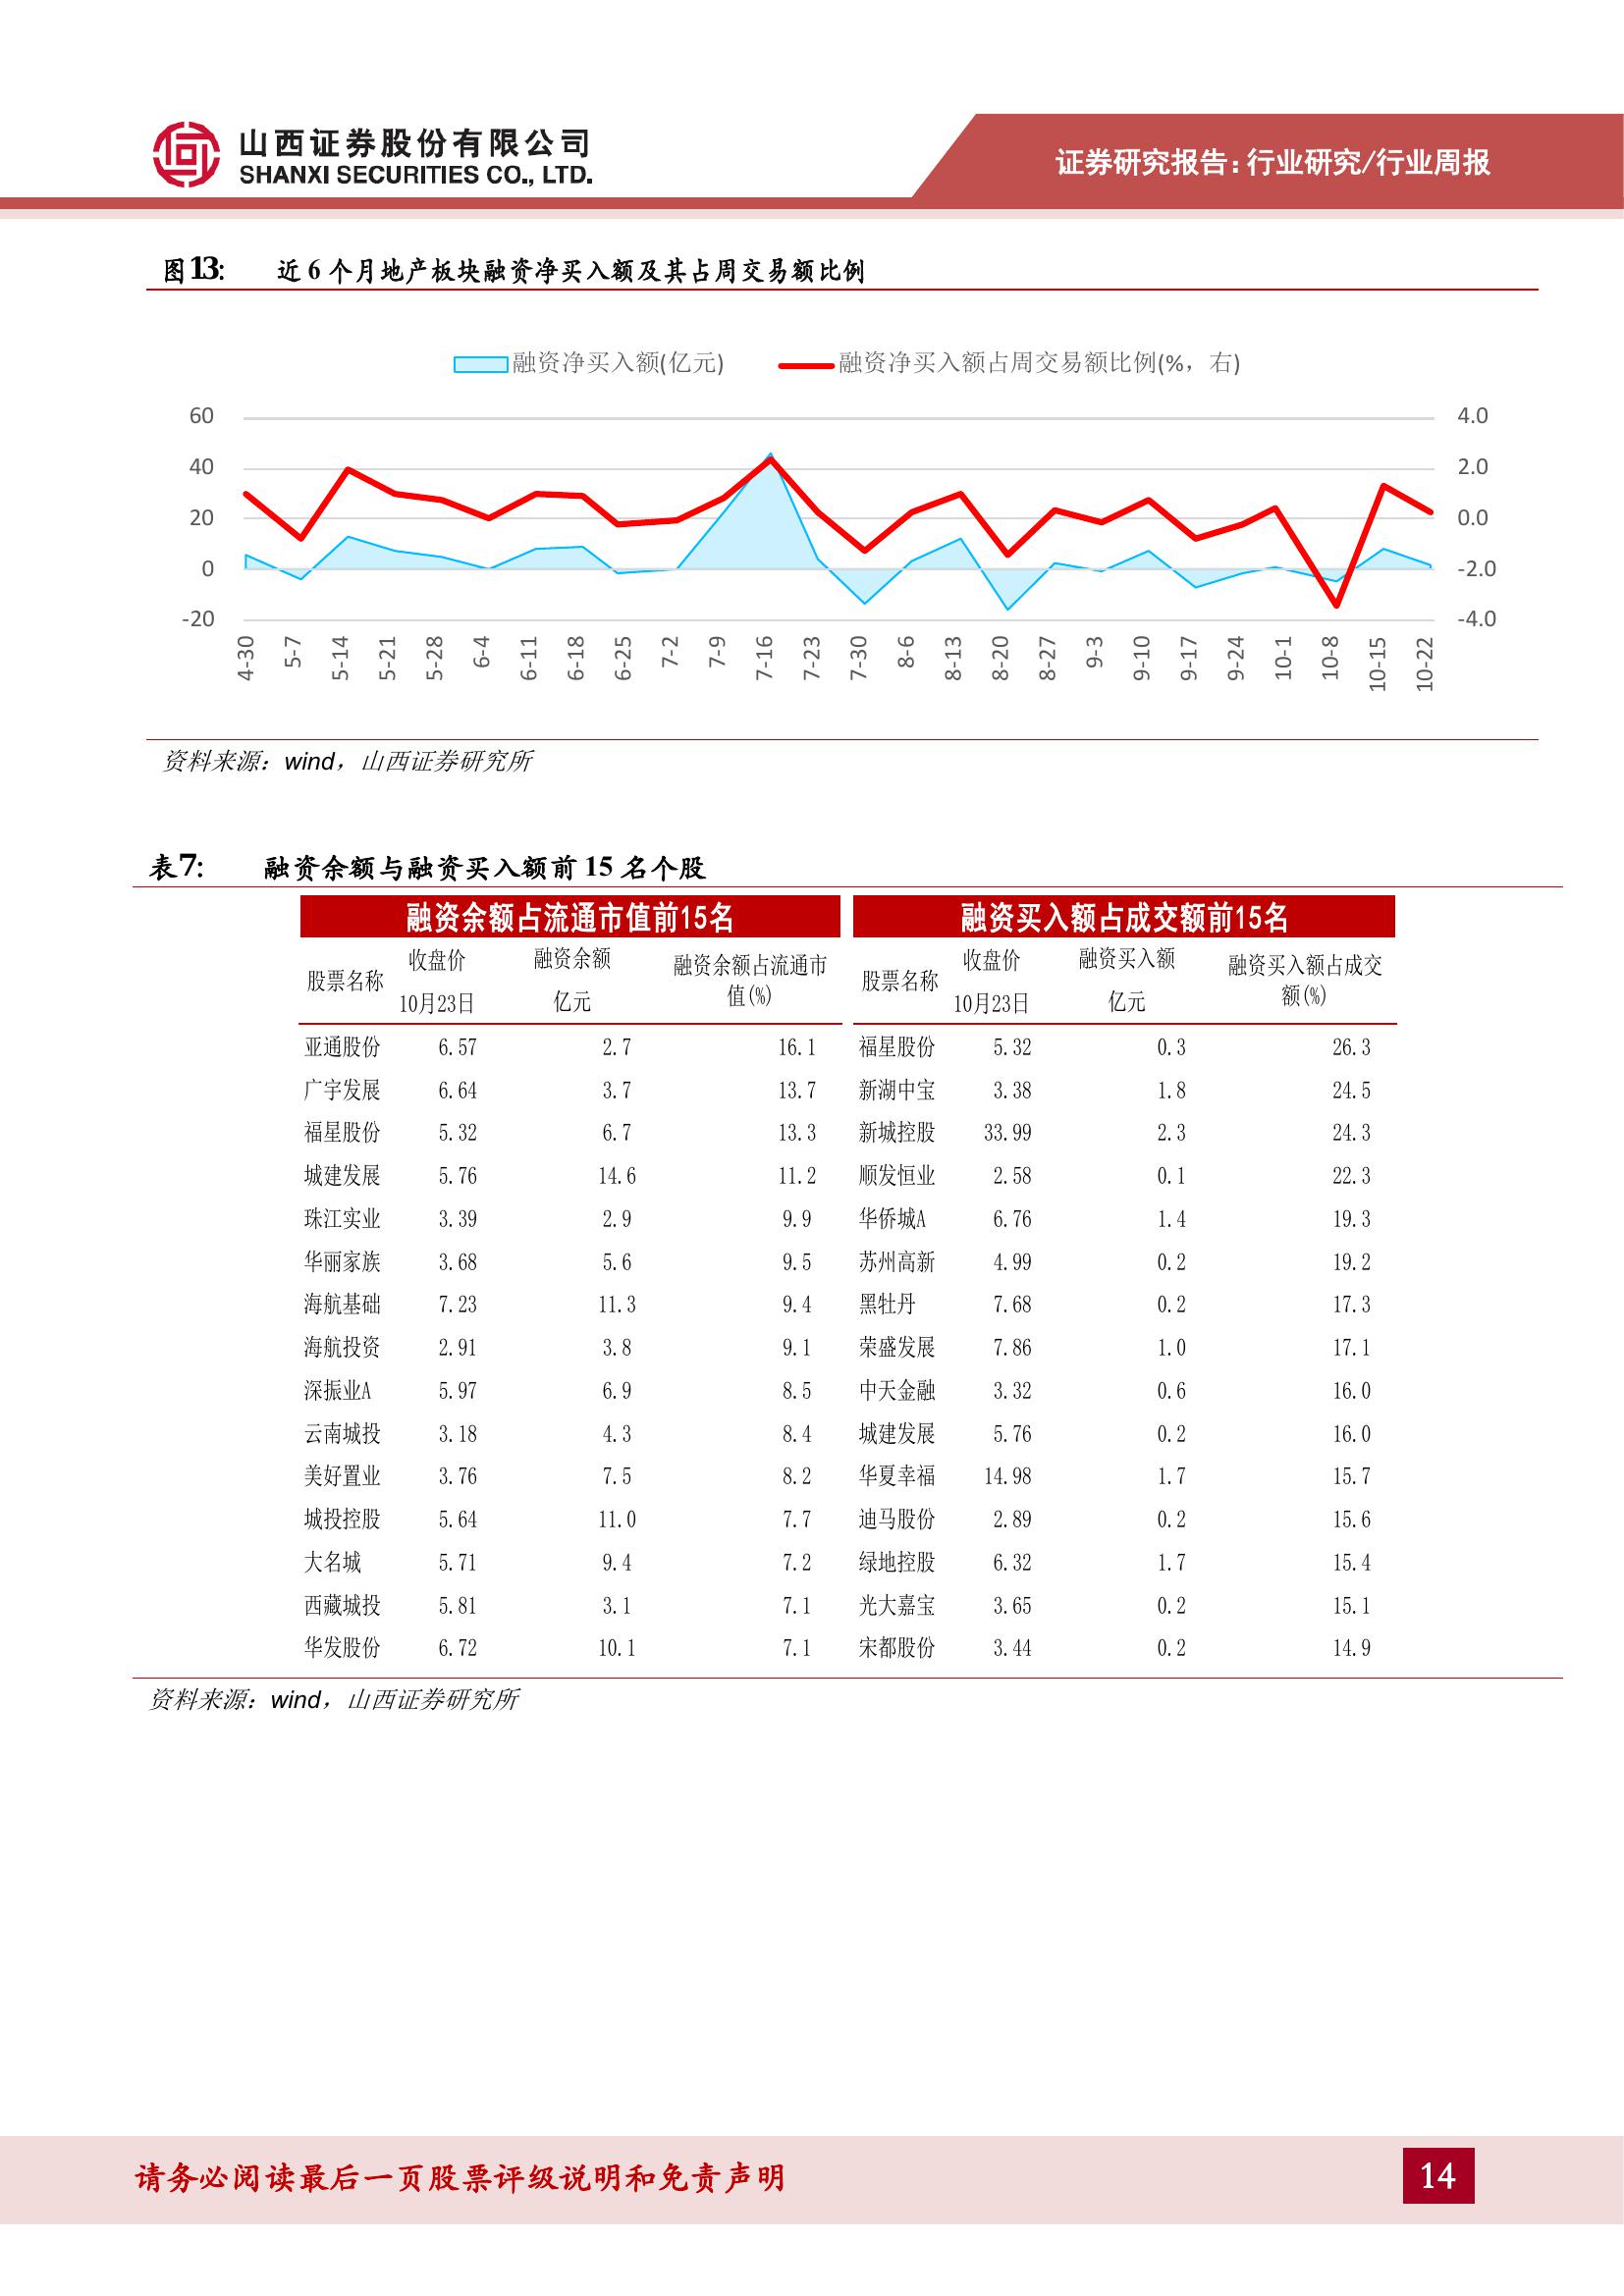 山西证券股份有限公司
SHANXI SECURITIES CO., LTD.
证券研究报告：行业研究/行业周报
图13： 近 6 个月地产板块融资净买入额及其占周交易额比例
融资净买入额(亿元) 融资净买入额占周交易额比例(%，右)
60 4.0
40 2.0
20 0.0
0 -2.0
-20 -4.0
4-30 5-7 5-14 5-21 5-28 6-4 6-11 6-18 6-25 7-2 7-9 7-16 7-23 7-30 8-6 8-13 8-20 8-27 9-3 9-10 9-17 9-24 10-1 10-8 10-15 10-22
资料来源：wind，山西证券研究所
表7： 融资余额与融资买入额前 15 名个股
融资余额占流通市值前15名 融资买入额占成交额前15名
股票名称 收盘价 10月23日 融资余额 亿元 融资余额占流通市值(%) 股票名称 收盘价 10月23日 融资买入额 亿元 融资买入额占成交额(%)
亚通股份 6.57 2.7 16.1 福星股份 5.32 0.3 26.3
广宇发展 6.64 3.7 13.7 新湖中宝 3.38 1.8 24.5
福星股份 5.32 6.7 13.3 新城控股 33.99 2.3 24.3
城建发展 5.76 14.6 11.2 顺发恒业 2.58 0.1 22.3
珠江实业 3.39 2.9 9.9 华侨城A 6.76 1.4 19.3
华丽家族 3.68 5.6 9.5 苏州高新 4.99 0.2 19.2
海航基础 7.23 11.3 9.4 黑牡丹 7.68 0.2 17.3
海航投资 2.91 3.8 9.1 荣盛发展 7.86 1.0 17.1
深振业A 5.97 6.9 8.5 中天金融 3.32 0.6 16.0
云南城投 3.18 4.3 8.4 城建发展 5.76 0.2 16.0
美好置业 3.76 7.5 8.2 华夏幸福 14.98 1.7 15.7
城投控股 5.64 11.0 7.7 迪马股份 2.89 0.2 15.6
大名城 5.71 9.4 7.2 绿地控股 6.32 1.7 15.4
西藏城投 5.81 3.1 7.1 光大嘉宝 3.65 0.2 15.1
华发股份 6.72 10.1 7.1 宋都股份 3.44 0.2 14.9
资料来源：wind，山西证券研究所
请务必阅读最后一页股票评级说明和免责声明
14